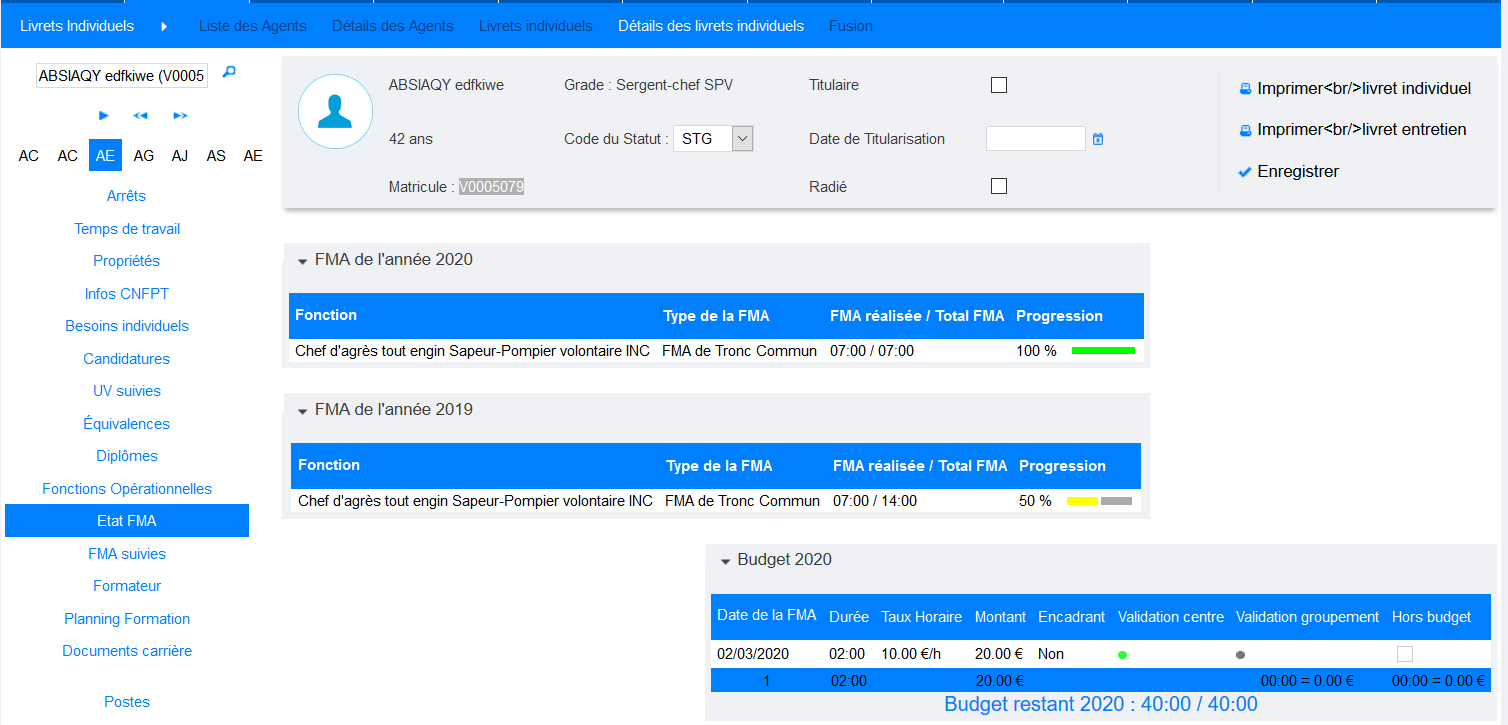 Livrets Individuels Liste des Agents Détails des Agents Livrets individuels Détails des livrets individuels Fusion
ABSIAQY edfkiwe (V0005
AC AC AE AG AJ AS AE
Arrêts
Temps de travail
Propriétés
Infos CNFPT
Besoins individuels
Candidatures
UV suivies
Équivalences
Diplômes
Fonctions Opérationnelles
Etat FMA
FMA suivies
Formateur
Planning Formation
Documents carrière
Postes
ABSIAQY edfkiwe Grade : Sergent-chef SPV Titulaire
42 ans Code du Statut : STG Date de Titularisation
Matricule : V0005079 Radié
Imprimer<br/>livret individuel
Imprimer<br/>livret entretien
Enregistrer
FMA de l'année 2020
Fonction Type de la FMA FMA réalisée / Total FMA Progression
Chef d'agrès tout engin Sapeur-Pompier volontaire INC FMA de Tronc Commun 07:00 / 07:00 100 %
FMA de l'année 2019
Fonction Type de la FMA FMA réalisée / Total FMA Progression
Chef d'agrès tout engin Sapeur-Pompier volontaire INC FMA de Tronc Commun 07:00 / 14:00 50 %
Budget 2020
Date de la FMA Durée Taux Horaire Montant Encadrant Validation centre Validation groupement Hors budget
02/03/2020 02:00 10.00 €/h 20.00 € Non
1 02:00 20.00 € 00:00 = 0.00 € 00:00 = 0.00 €
Budget restant 2020 : 40:00 / 40:00